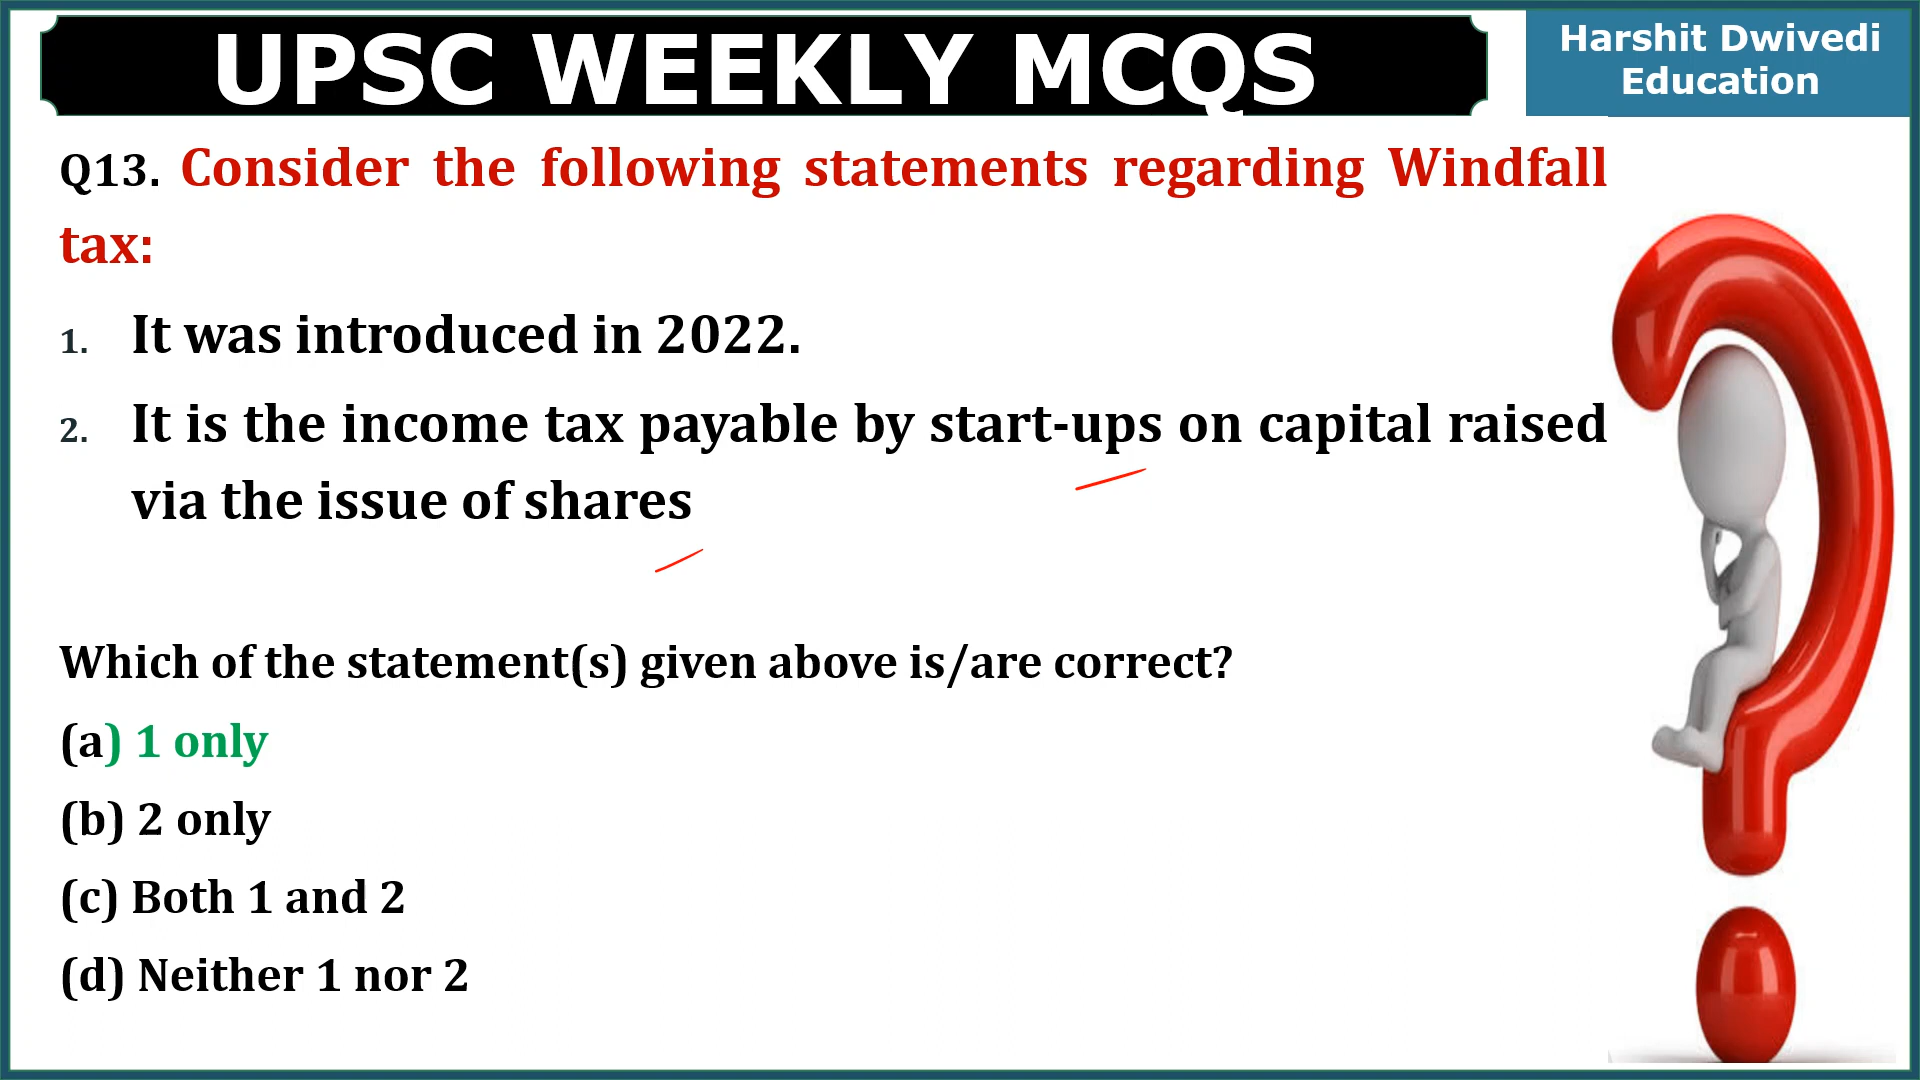 UPSC WEEKLY MCQS
Harshit Dwivedi
Education
Q13. Consider the following statements regarding Windfall
tax:
1. It was introduced in 2022.
2. It is the income tax payable by start-ups on capital raised
via the issue of shares
Which of the statement(s) given above is/are correct?
(a) 1 only
(b) 2 only
(c) Both 1 and 2
(d) Neither 1 nor 2